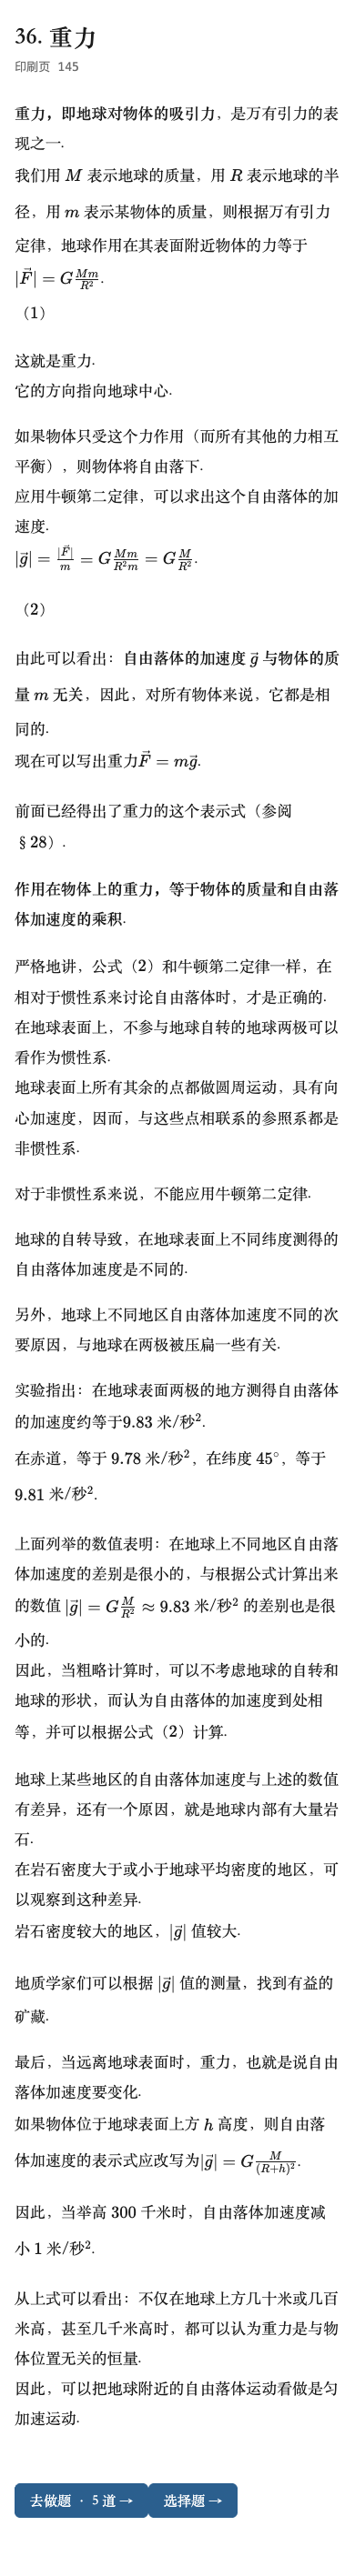 36. 重力
印刷页 145
重力，即地球对物体的吸引力，是万有引力的表
现之一.
我们用 M 表示地球的质量，用 R 表示地球的半
径，用 m 表示某物体的质量，则根据万有引力
定律，地球作用在其表面附近物体的力等于
|\vec{F}| = G\frac{Mm}{R^2}.
（1）
这就是重力.
它的方向指向地球中心.
如果物体只受这个力作用（而所有其他的力相互
平衡），则物体将自由落下.
应用牛顿第二定律，可以求出这个自由落体的加
速度.
|\vec{g}| = \frac{|\vec{F}|}{m} = G\frac{Mm}{R^2m} = G\frac{M}{R^2}.
（2）
由此可以看出：自由落体的加速度 \vec{g} 与物体的质
量 m 无关，因此，对所有物体来说，它都是相
同的.
现在可以写出重力\vec{F} = m\vec{g}.
前面已经得出了重力的这个表示式（参阅
§28）.
作用在物体上的重力，等于物体的质量和自由落
体加速度的乘积.
严格地讲，公式（2）和牛顿第二定律一样，在
相对于惯性系来讨论自由落体时，才是正确的.
在地球表面上，不参与地球自转的地球两极可以
看作为惯性系.
地球表面上所有其余的点都做圆周运动，具有向
心加速度，因而，与这些点相联系的参照系都是
非惯性系.
对于非惯性系来说，不能应用牛顿第二定律.
地球的自转导致，在地球表面上不同纬度测得的
自由落体加速度是不同的.
另外，地球上不同地区自由落体加速度不同的次
要原因，与地球在两极被压扁一些有关.
实验指出：在地球表面两极的地方测得自由落体
的加速度约等于9.83 米/秒².
在赤道，等于 9.78 米/秒²，在纬度 45°，等于
9.81 米/秒².
上面列举的数值表明：在地球上不同地区自由落
体加速度的差别是很小的，与根据公式计算出来
的数值 |\vec{g}| = G\frac{M}{R^2} ≈ 9.83 米/秒² 的差别也是很
小的.
因此，当粗略计算时，可以不考虑地球的自转和
地球的形状，而认为自由落体的加速度到处相
等，并可以根据公式（2）计算.
地球上某些地区的自由落体加速度与上述的数值
有差异，还有一个原因，就是地球内部有大量岩
石.
在岩石密度大于或小于地球平均密度的地区，可
以观察到这种差异.
岩石密度较大的地区，|\vec{g}| 值较大.
地质学家们可以根据 |\vec{g}| 值的测量，找到有益的
矿藏.
最后，当远离地球表面时，重力，也就是说自由
落体加速度要变化.
如果物体位于地球表面上方 h 高度，则自由落
体加速度的表示式应改写为|\vec{g}| = G\frac{M}{(R+h)^2}.
因此，当举高 300 千米时，自由落体加速度减
小 1 米/秒².
从上式可以看出：不仅在地球上方几十米或几百
米高，甚至几千米高时，都可以认为重力是与物
体位置无关的恒量.
因此，可以把地球附近的自由落体运动看做是匀
加速运动.
去做题 · 5 道 → 选择题 →